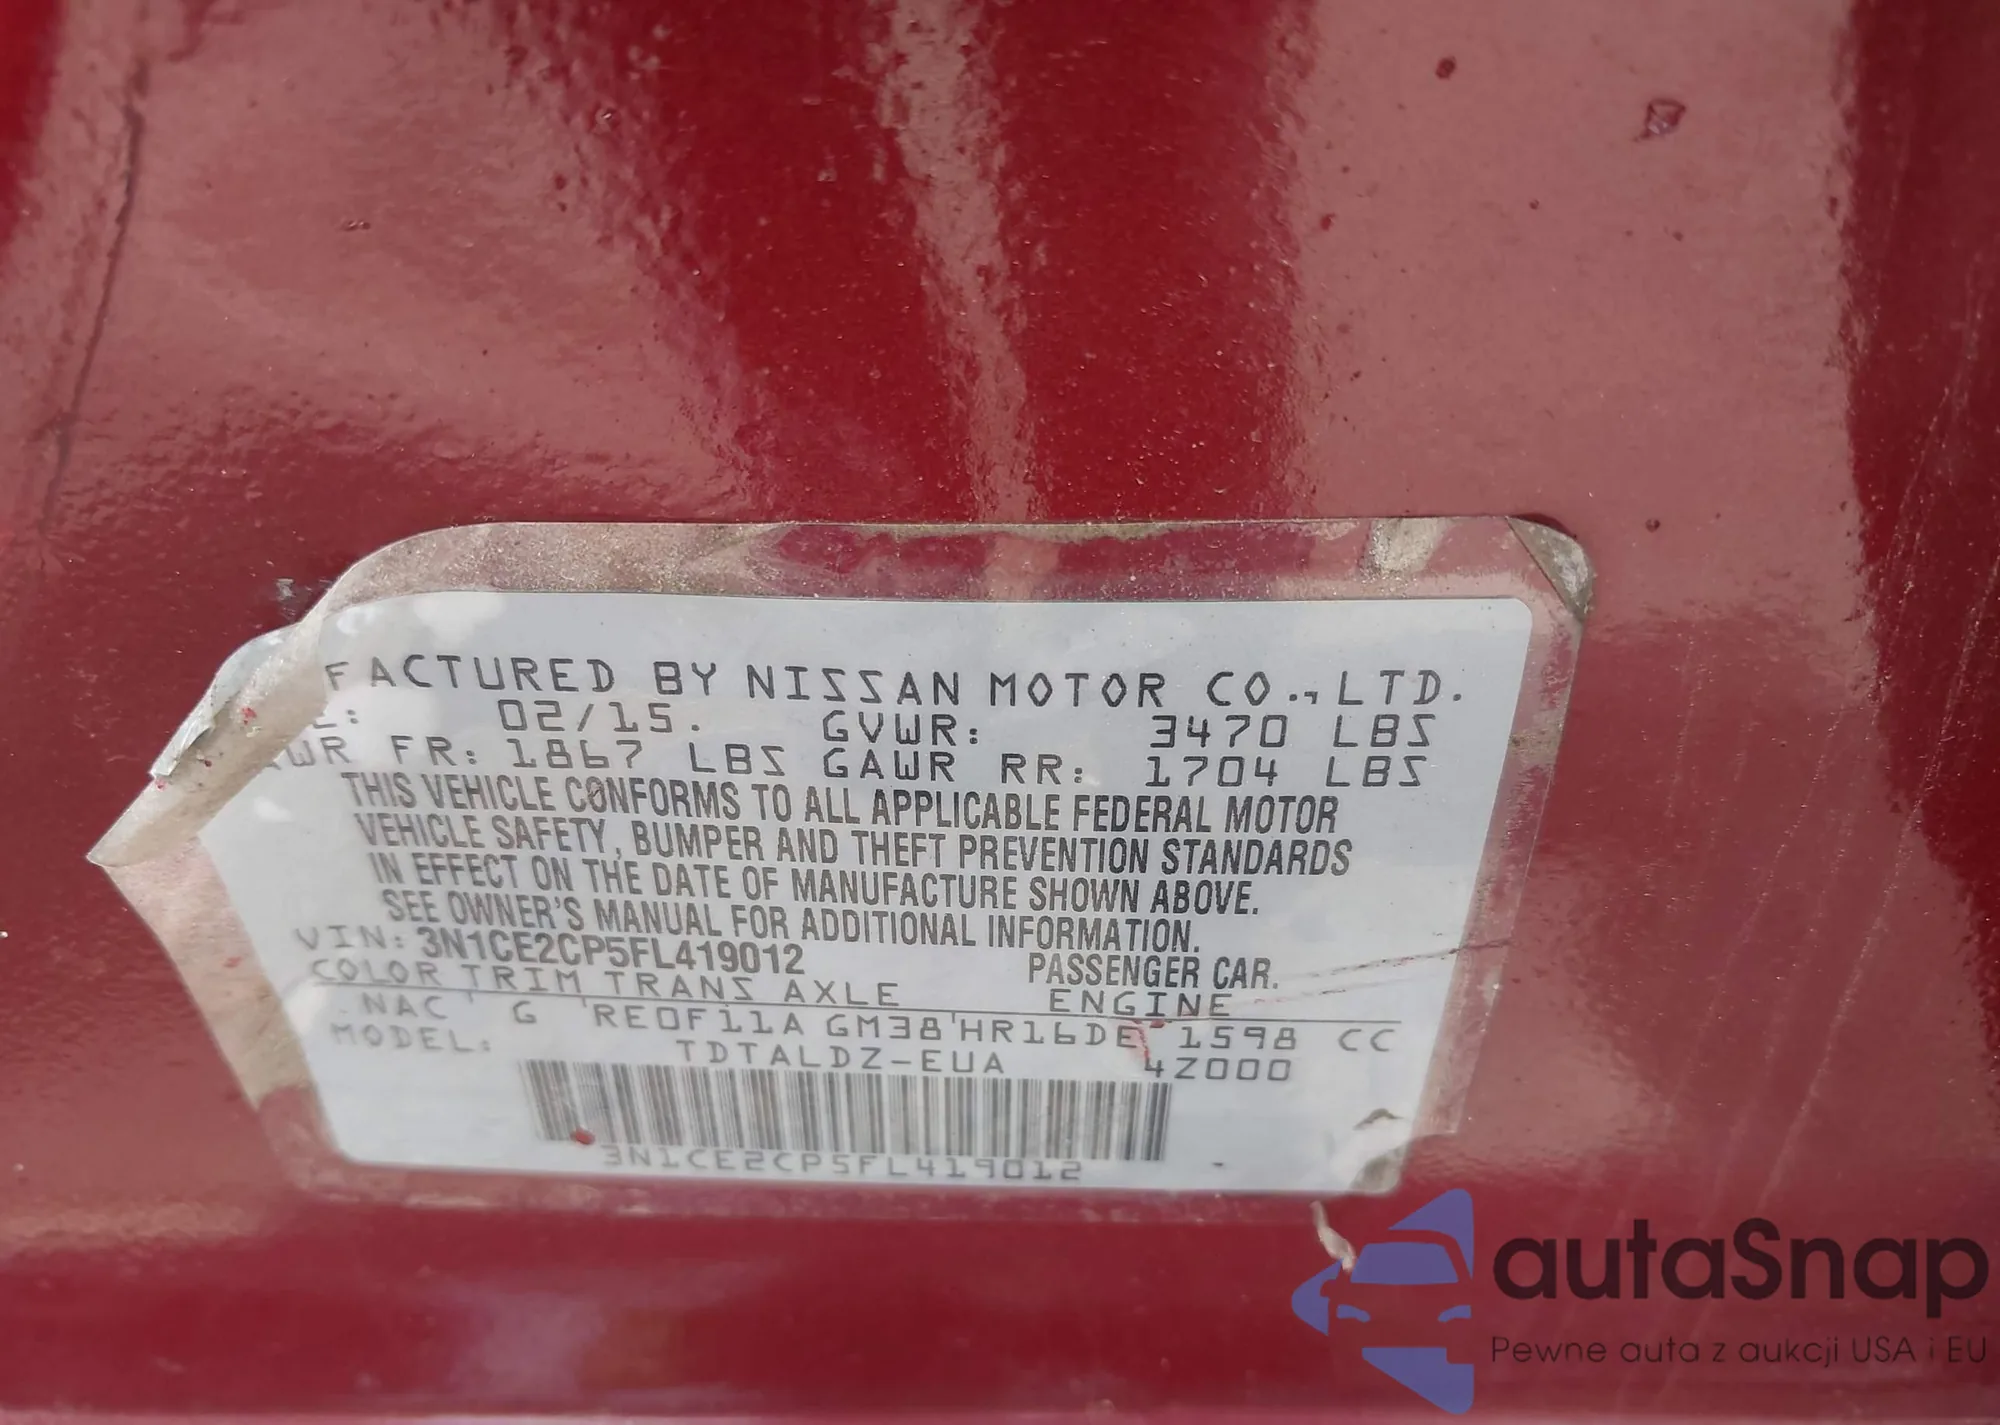 FACTURED BY NISSAN MOTOR CO., LTD.
E: 02/15. GVWR: 3470 LBS
AWR FR: 1867 LBS GAWR RR: 1704 LBS
THIS VEHICLE CONFORMS TO ALL APPLICABLE FEDERAL MOTOR
VEHICLE SAFETY, BUMPER AND THEFT PREVENTION STANDARDS
IN EFFECT ON THE DATE OF MANUFACTURE SHOWN ABOVE.
SEE OWNER'S MANUAL FOR ADDITIONAL INFORMATION.
VIN: 3N1CE2CP5FL419012 PASSENGER CAR.
COLOR TRIM TRANS AXLE ENGINE
NAC G RE0F11A GM38 HR16DE 1598 CC
MODEL: TDTALDZ-EUA 4Z000
3N1CE2CP5FL419012
autaSnap
Pewne auta z aukcji USA i EU